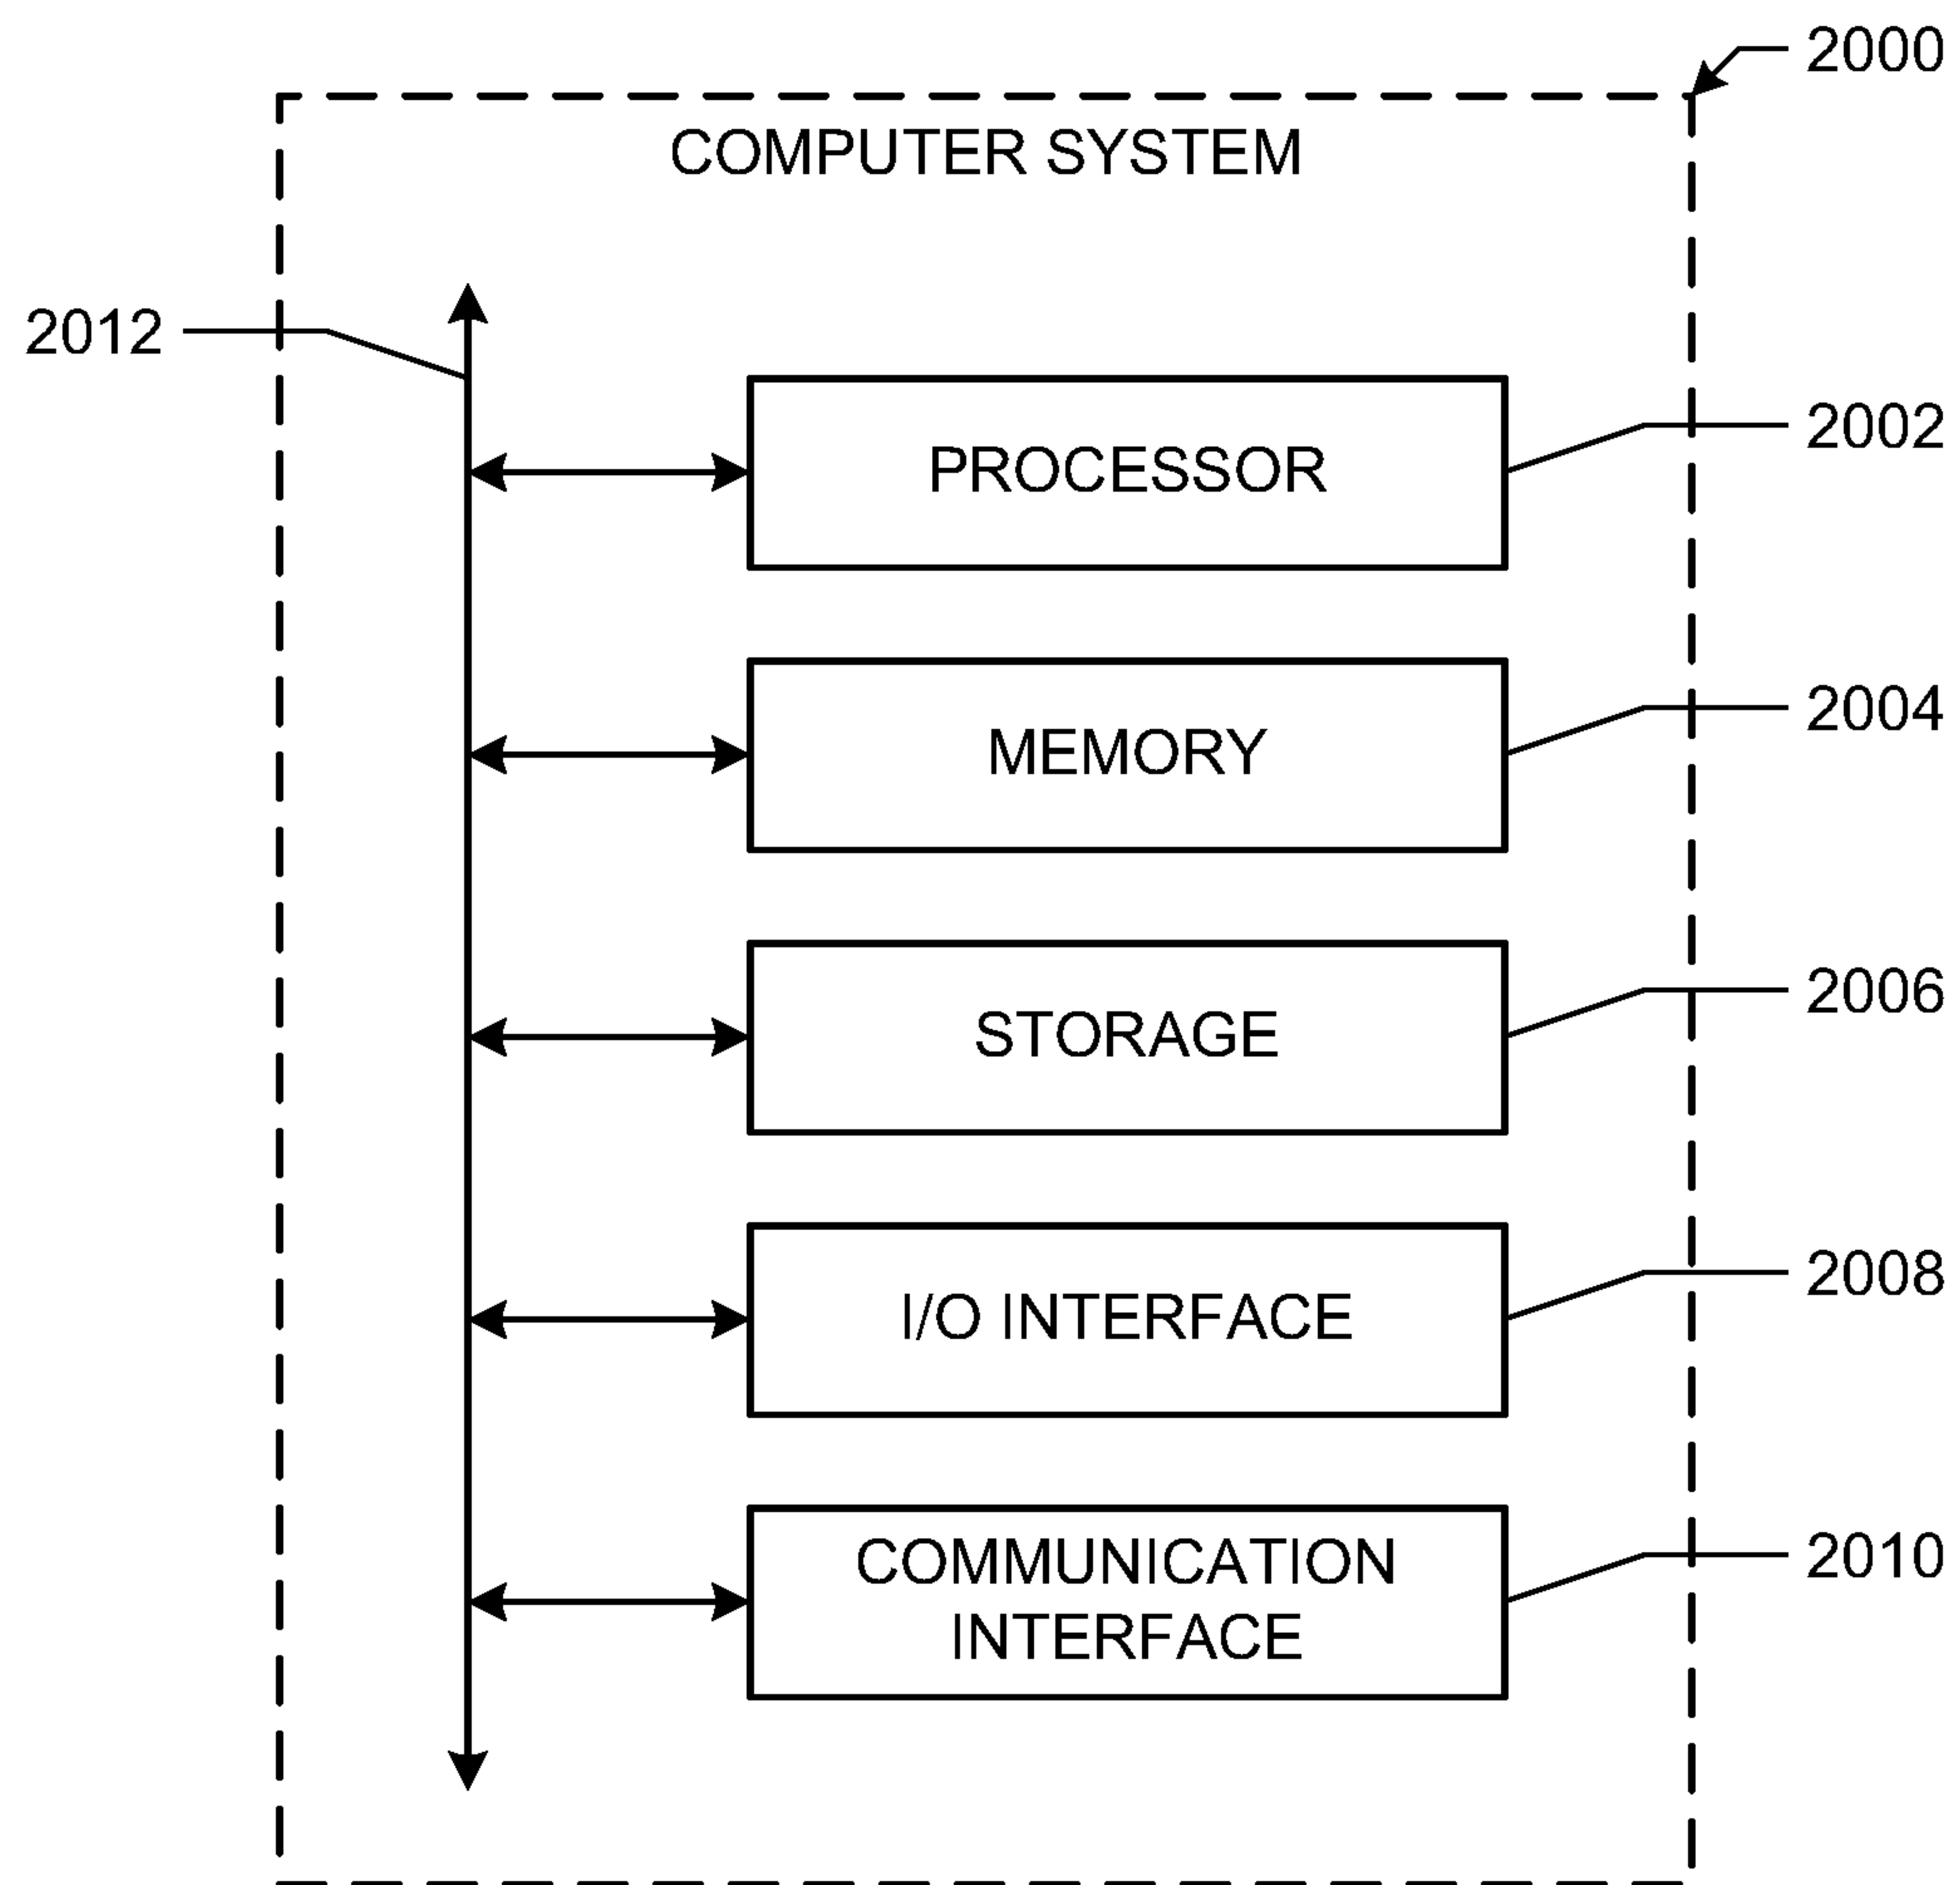 2000
COMPUTER SYSTEM
2012
PROCESSOR
2002
MEMORY
2004
STORAGE
2006
I/O INTERFACE
2008
COMMUNICATION
INTERFACE
2010